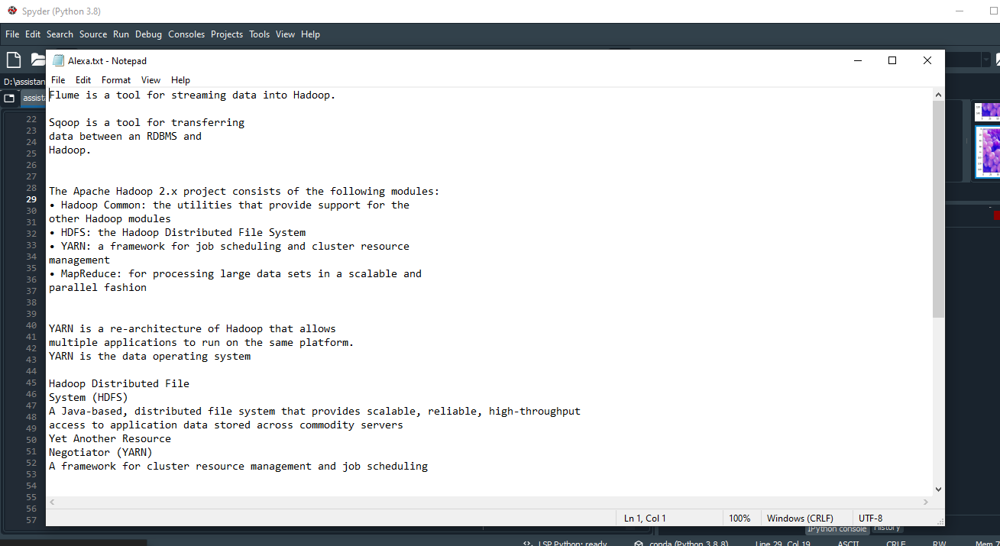 Spyder (Python 3.8)
File Edit Search Source Run Debug Consoles Projects Tools View Help
Alexa.txt - Notepad
File Edit Format View Help
D:\assistan
assist
Flume is a tool for streaming data into Hadoop.
Sqoop is a tool for transferring
data between an RDBMS and
Hadoop.
The Apache Hadoop 2.x project consists of the following modules:
• Hadoop Common: the utilities that provide support for the
other Hadoop modules
• HDFS: the Hadoop Distributed File System
• YARN: a framework for job scheduling and cluster resource
management
• MapReduce: for processing large data sets in a scalable and
parallel fashion
YARN is a re-architecture of Hadoop that allows
multiple applications to run on the same platform.
YARN is the data operating system
Hadoop Distributed File
System (HDFS)
A Java-based, distributed file system that provides scalable, reliable, high-throughput
access to application data stored across commodity servers
Yet Another Resource
Negotiator (YARN)
A framework for cluster resource management and job scheduling
22
23
24
25
26
27
28
29
30
31
32
33
34
35
36
37
38
39
40
41
42
43
44
45
46
47
48
49
50
51
52
53
54
55
56
57
Ln 1, Col 1 100% Windows (CRLF) UTF-8
IPython console History
LSP Python: ready conda (Python 3.8.8) Line 29, Col 19 ASCII CRLF RW Mem 7